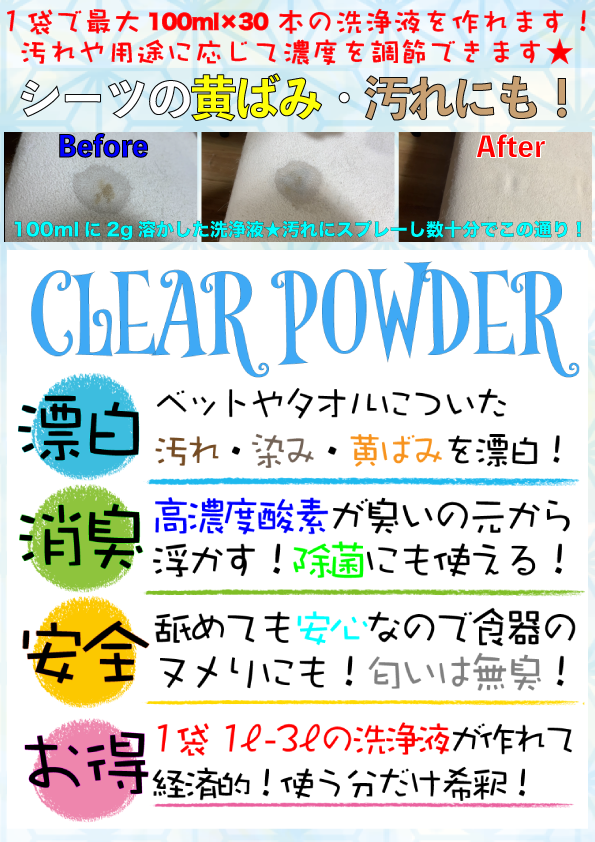 1袋で最大100ml×30本の洗浄液を作れます！
汚れや用途に応じて濃度を調節できます★
シーツの黄ばみ・汚れにも！
Before
After
100mlに2g溶かした洗浄液★汚れにスプレーし数十分でこの通り！
CLEAR POWDER
漂白
ベットやタオルについた
汚れ・染み・黄ばみを漂白！
消臭
高濃度酸素が臭いの元から
浮かす！除菌にも使える！
安全
舐めても安心なので食器の
ヌメリにも！匂いは無臭！
お得
1袋 1ℓ-3ℓの洗浄液が作れて
経済的！使う分だけ希釈！